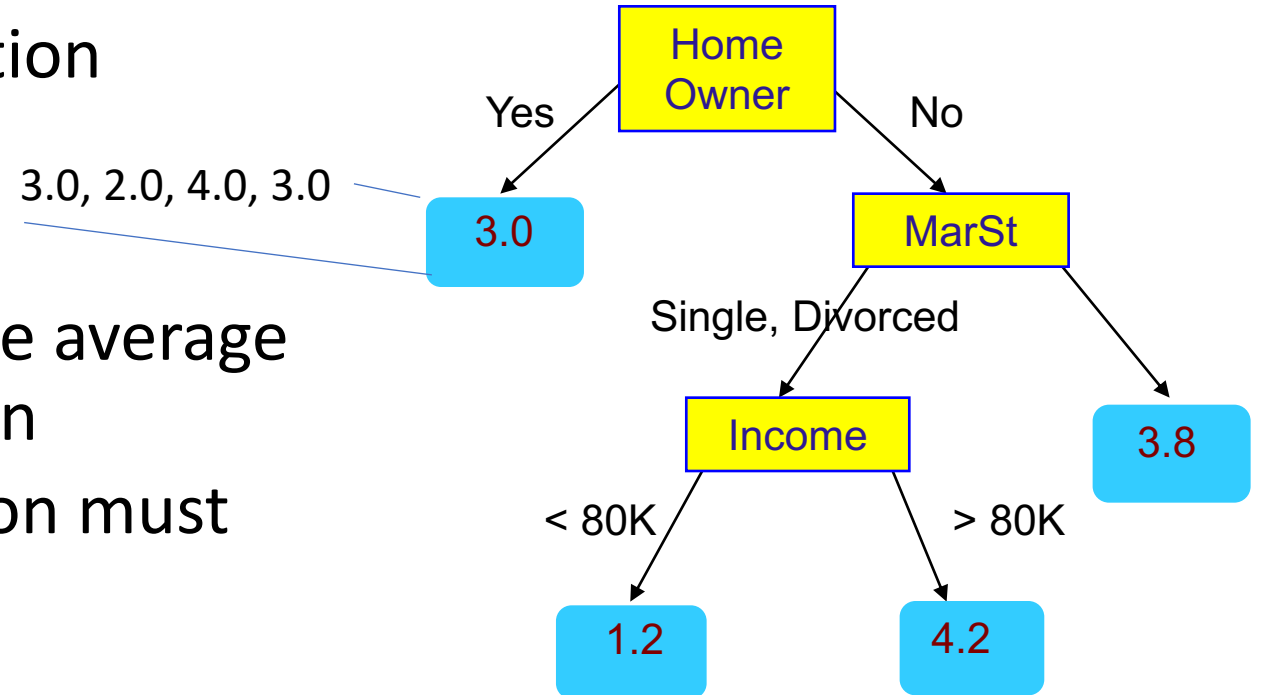 tion
3.0, 2.0, 4.0, 3.0
e average
n
on must
Home
Owner
Yes
No
3.0
MarSt
Single, Divorced
Income
3.8
< 80K
> 80K
1.2
4.2